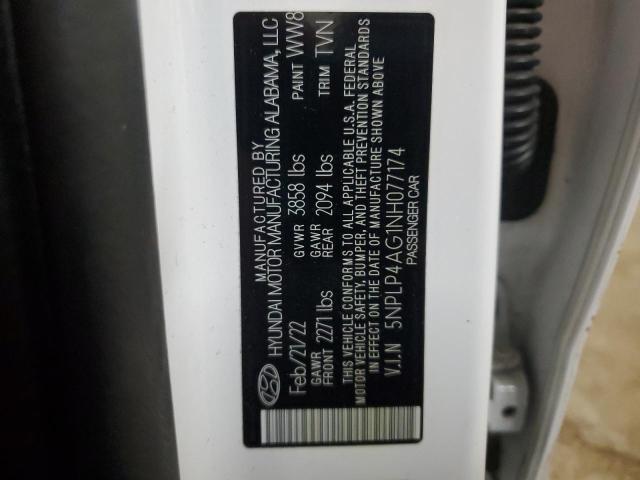 MANUFACTURED BY
HYUNDAI MOTOR MANUFACTURING ALABAMA, LLC
Feb/21/22 GVWR 3858 lbs PAINT WW8
GAWR FRONT 2271 lbs GAWR REAR 2094 lbs TRIM TVN
THIS VEHICLE CONFORMS TO ALL APPLICABLE U.S.A. FEDERAL
MOTOR VEHICLE SAFETY, BUMPER, AND THEFT PREVENTION STANDARDS
IN EFFECT ON THE DATE OF MANUFACTURE SHOWN ABOVE
V.I.N 5NPLP4AG1NH077174
PASSENGER CAR